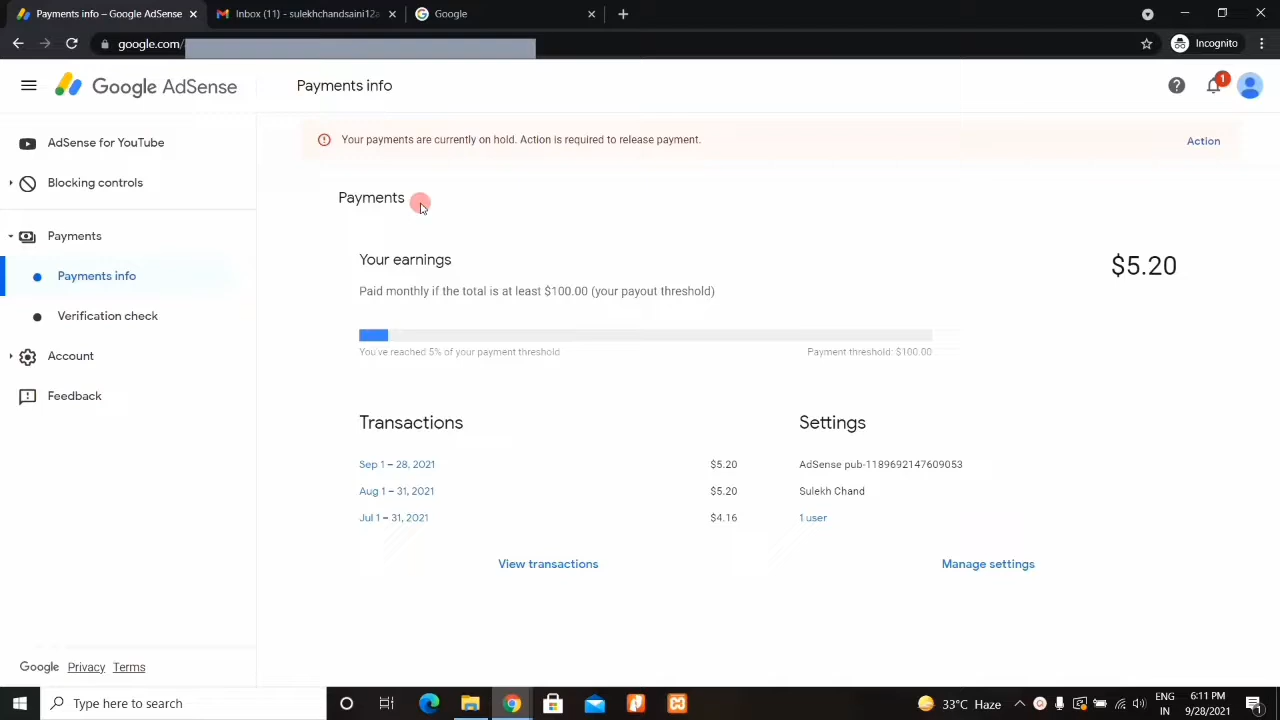 Payments info – Google AdSense
Inbox (11) - sulekhchandsaini12a
Google
google.com/
Incognito
Google AdSense
Payments info
1
AdSense for YouTube
Your payments are currently on hold. Action is required to release payment.
Action
Blocking controls
Payments
Payments
Your earnings
$5.20
Payments info
Paid monthly if the total is at least $100.00 (your payout threshold)
Verification check
You've reached 5% of your payment threshold
Payment threshold: $100.00
Account
Feedback
Transactions
Settings
Sep 1 – 28, 2021
$5.20
AdSense pub-1189692147609053
Aug 1 – 31, 2021
$5.20
Sulekh Chand
Jul 1 – 31, 2021
$4.16
1 user
View transactions
Manage settings
Google Privacy Terms
Type here to search
33°C Haze
ENG
IN
6:11 PM
9/28/2021
1